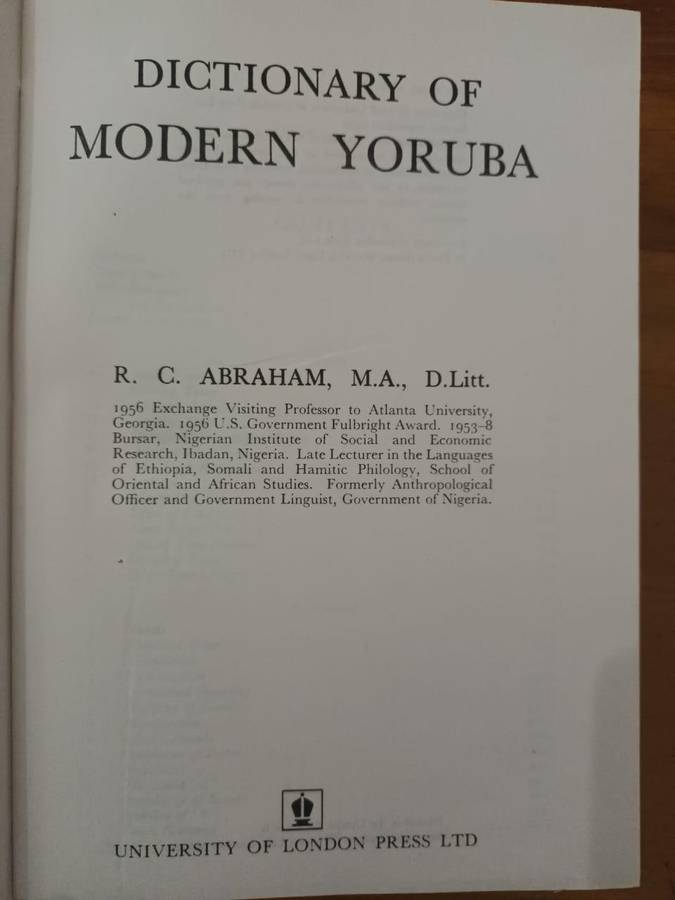 DICTIONARY OF
MODERN YORUBA
R. C. ABRAHAM, M.A., D.Litt.
1956 Exchange Visiting Professor to Atlanta University,
Georgia. 1956 U.S. Government Fulbright Award. 1953–8
Bursar, Nigerian Institute of Social and Economic
Research, Ibadan, Nigeria. Late Lecturer in the Languages
of Ethiopia, Somali and Hamitic Philology, School of
Oriental and African Studies. Formerly Anthropological
Officer and Government Linguist, Government of Nigeria.
UNIVERSITY OF LONDON PRESS LTD